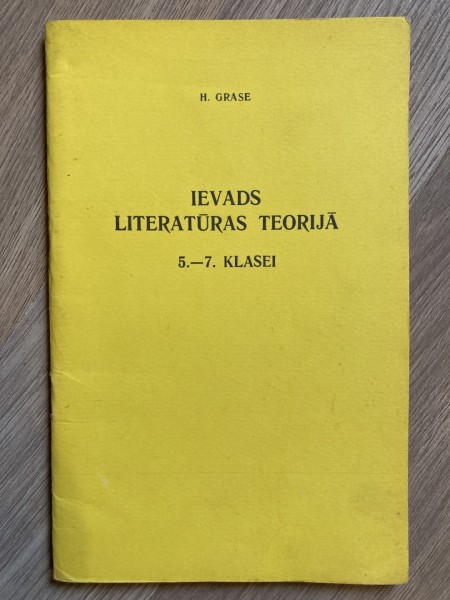 H. GRASE
IEVADS
LITERATŪRAS TEORIJĀ
5.—7. KLASEI